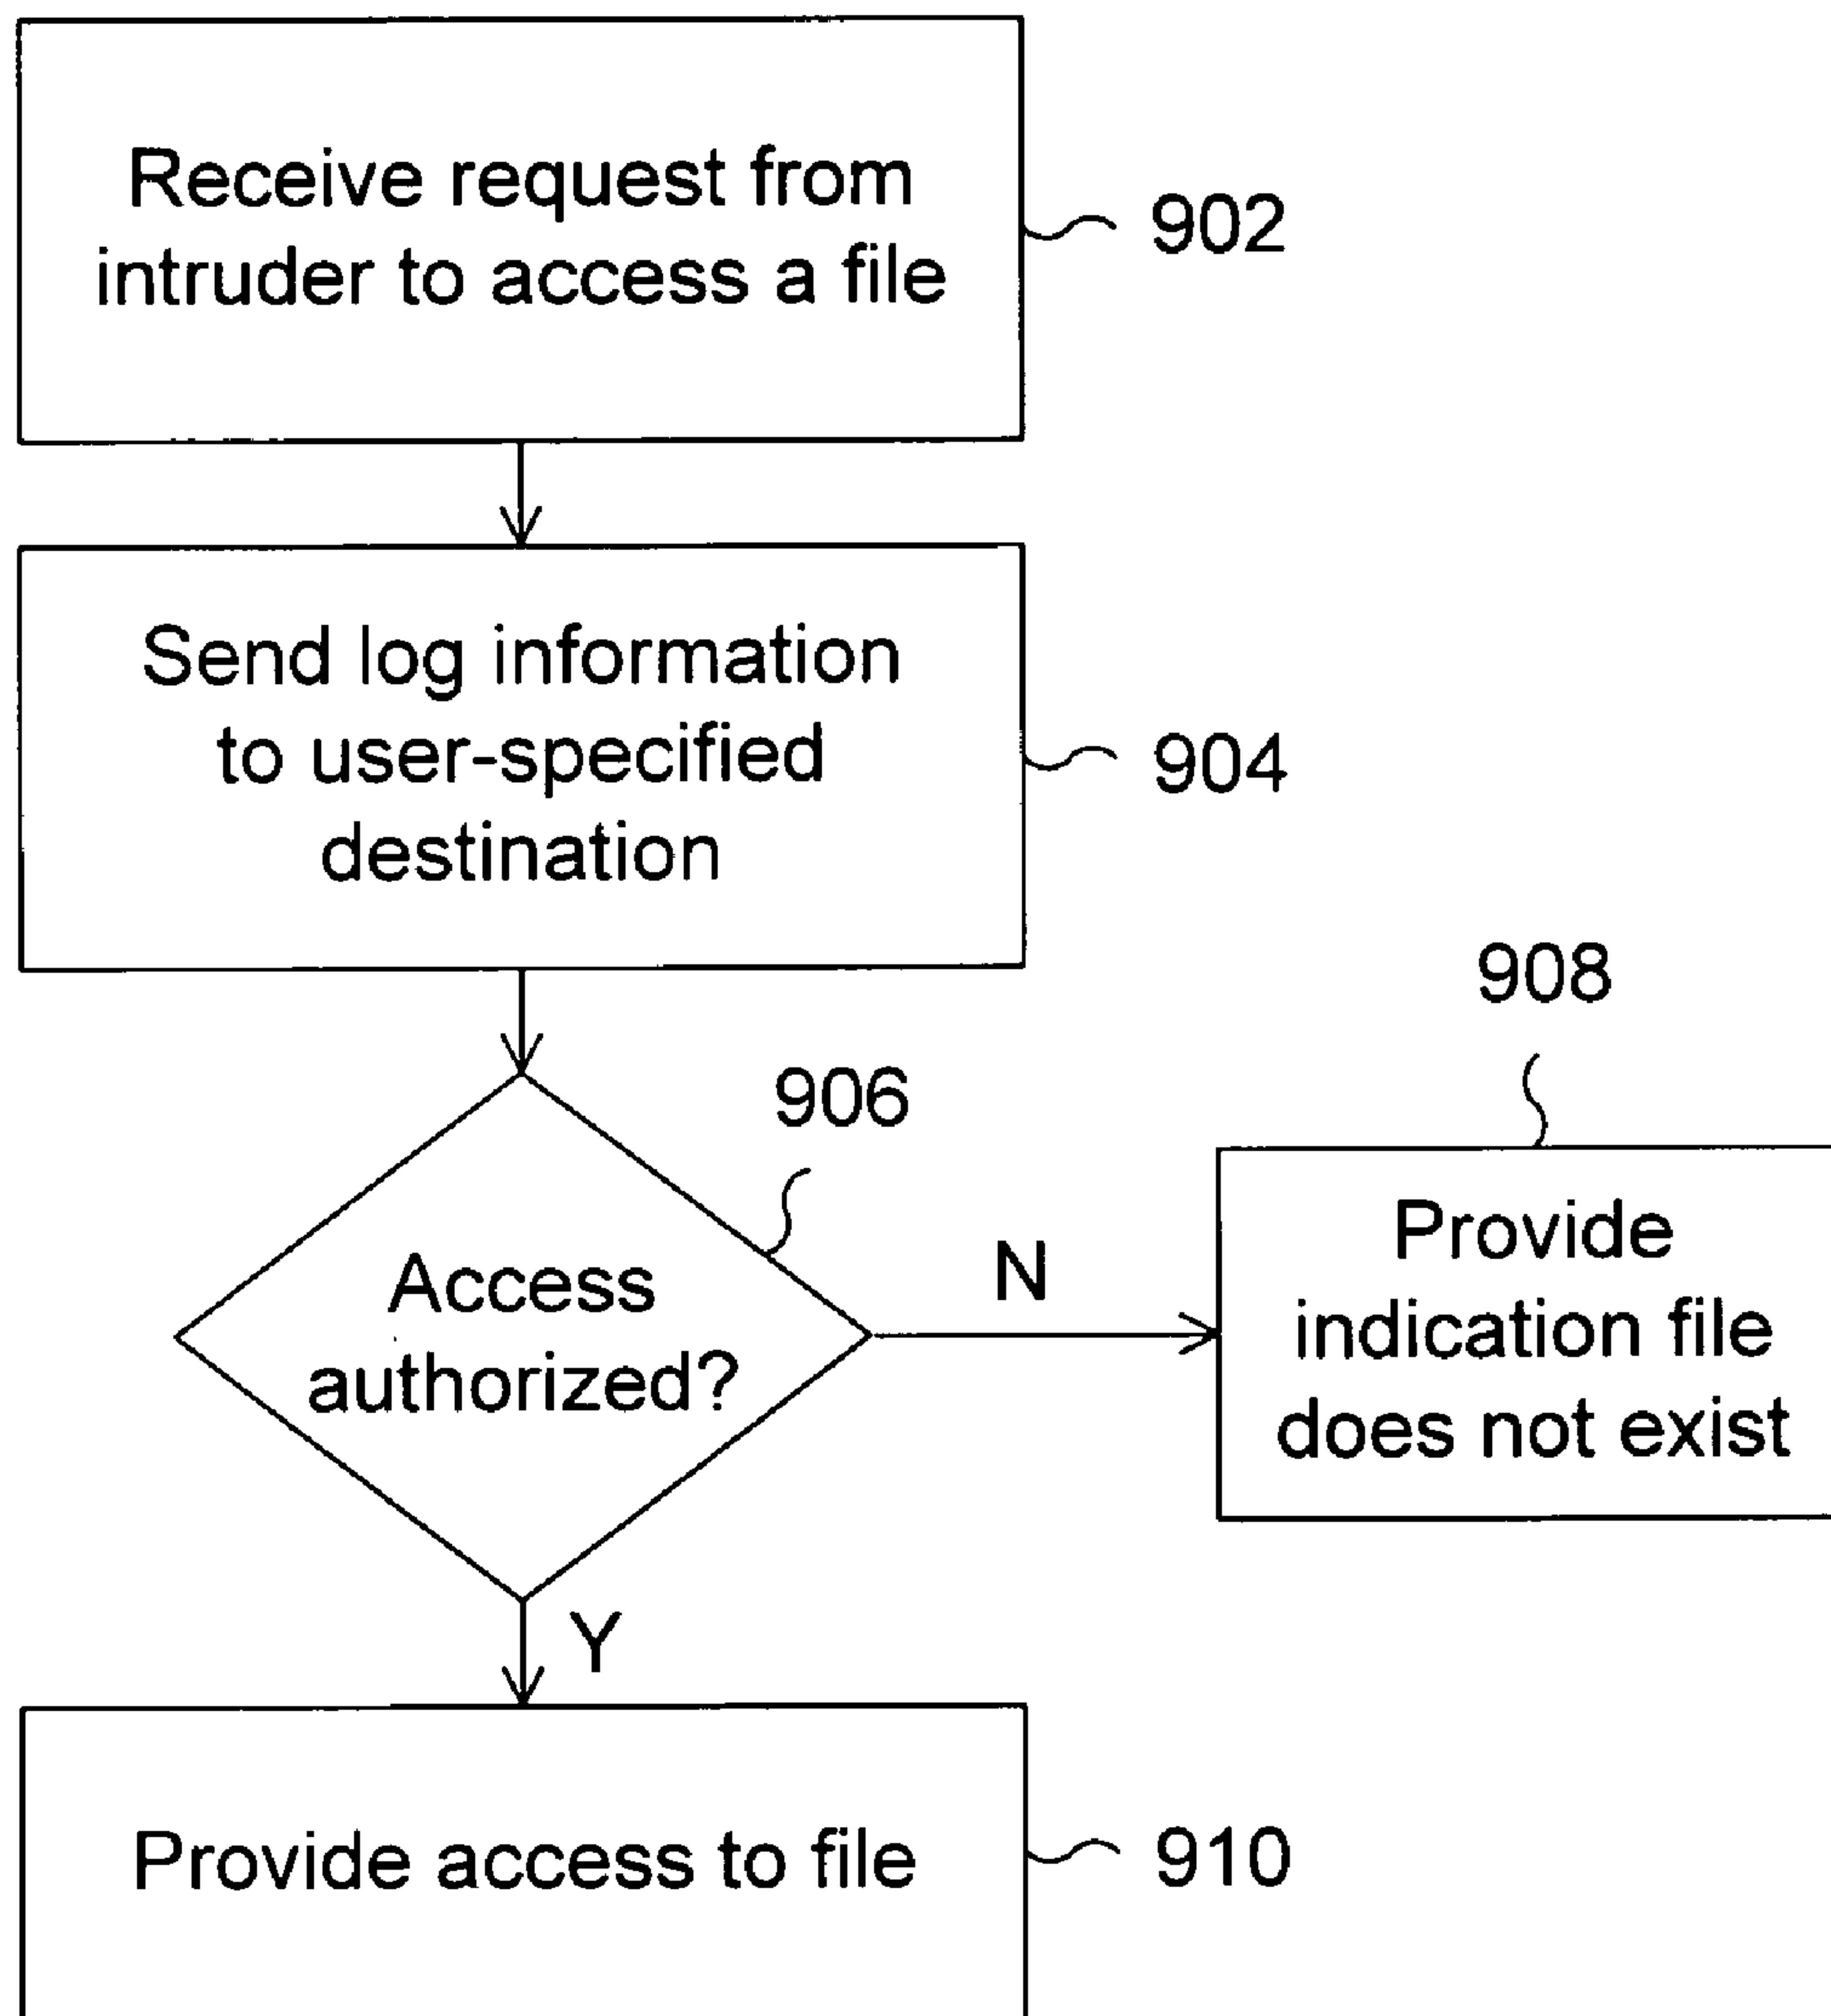 Receive request from
intruder to access a file
902
Send log information
to user-specified
destination
904
906
Access
authorized?
N
908
Provide
indication file
does not exist
Y
Provide access to file
910